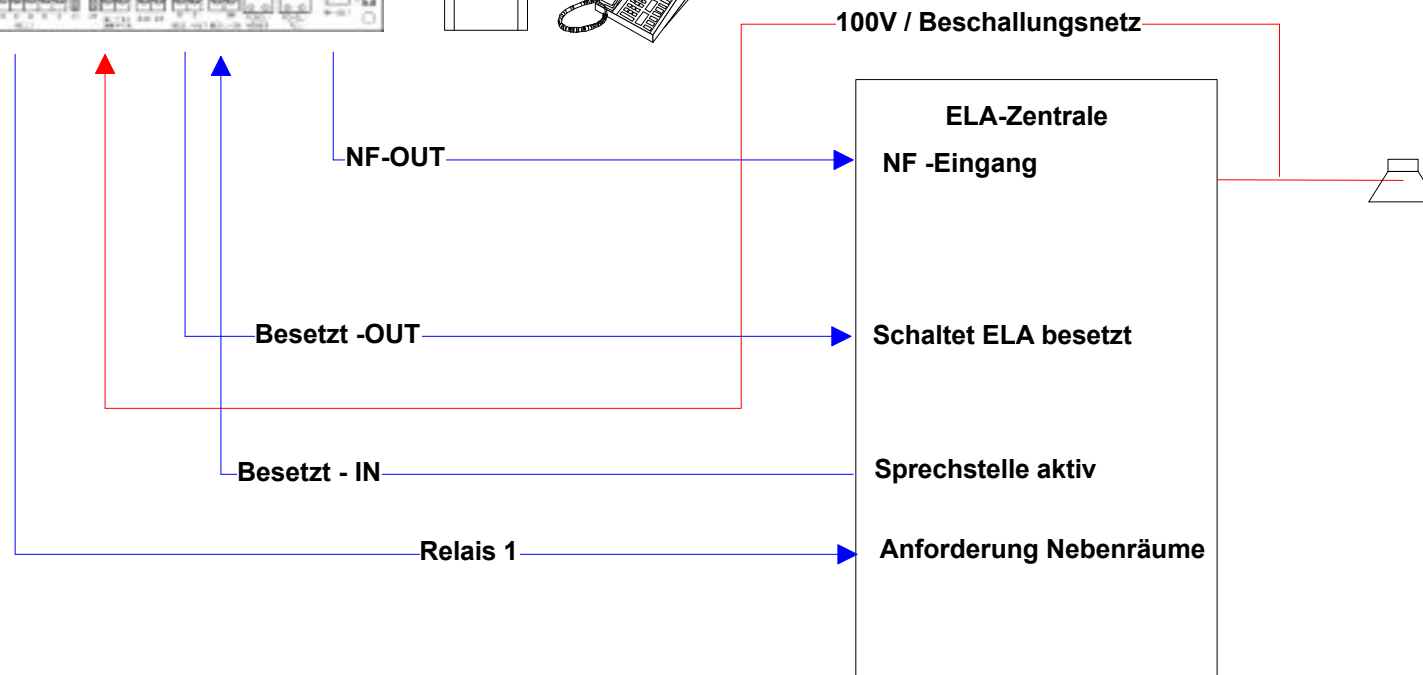 100V / Beschallungsnetz
ELA-Zentrale
NF-OUT
NF -Eingang
Besetzt -OUT
Schaltet ELA besetzt
Besetzt - IN
Sprechstelle aktiv
Relais 1
Anforderung Nebenräume